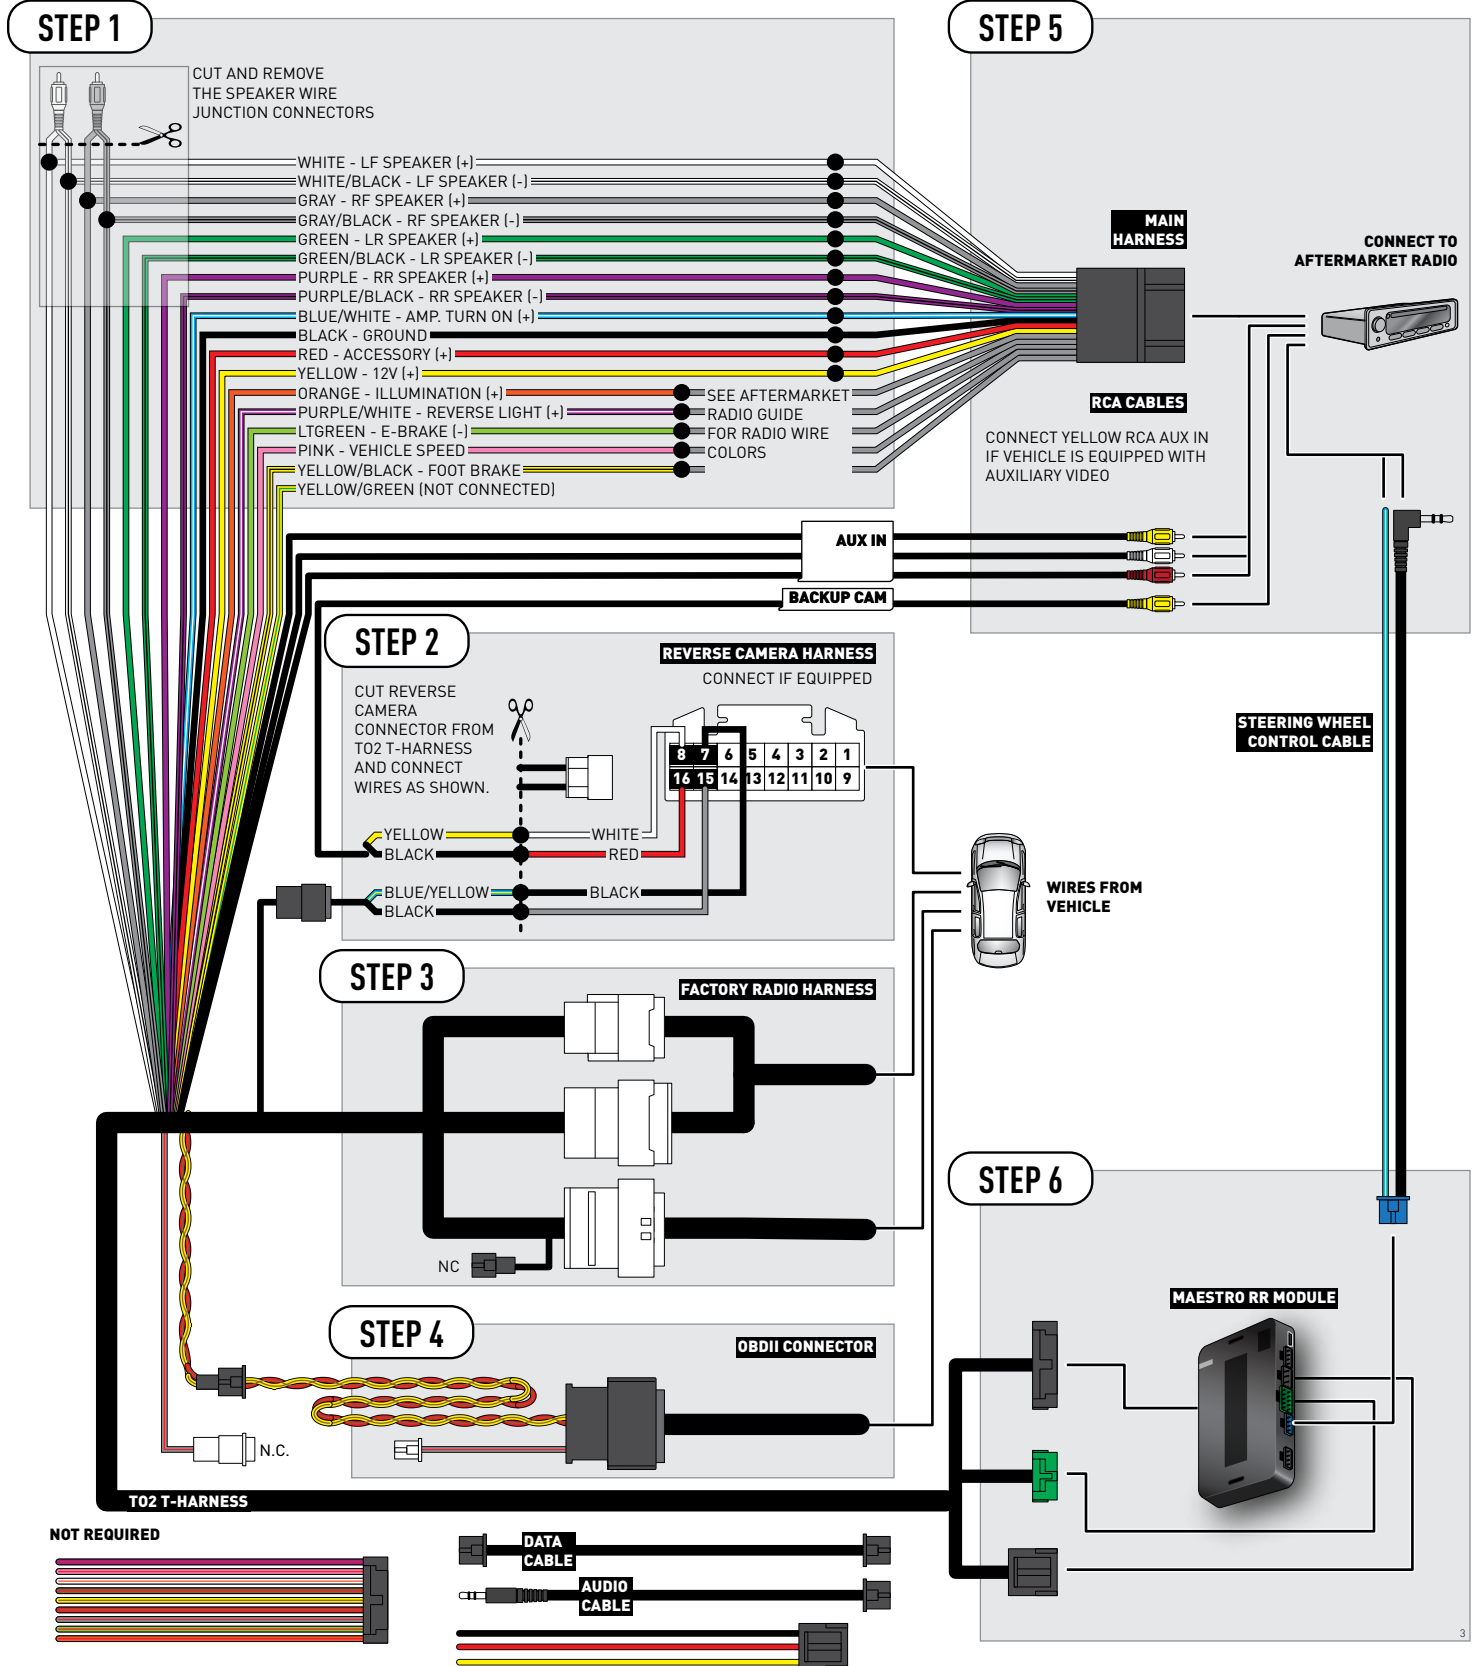 STEP 1
CUT AND REMOVE
THE SPEAKER WIRE
JUNCTION CONNECTORS
WHITE - LF SPEAKER (+)
WHITE/BLACK - LF SPEAKER (-)
GRAY - RF SPEAKER (+)
GRAY/BLACK - RF SPEAKER (-)
GREEN - LR SPEAKER (+)
GREEN/BLACK - LR SPEAKER (-)
PURPLE - RR SPEAKER (+)
PURPLE/BLACK - RR SPEAKER (-)
BLUE/WHITE - AMP. TURN ON (+)
BLACK - GROUND
RED - ACCESSORY (+)
YELLOW - 12V (+)
ORANGE - ILLUMINATION (+)
PURPLE/WHITE - REVERSE LIGHT (+)
LTGREEN - E-BRAKE (-)
PINK - VEHICLE SPEED
YELLOW/BLACK - FOOT BRAKE
YELLOW/GREEN (NOT CONNECTED)
SEE AFTERMARKET
RADIO GUIDE
FOR RADIO WIRE
COLORS
STEP 5
MAIN
HARNESS
CONNECT TO
AFTERMARKET RADIO
RCA CABLES
CONNECT YELLOW RCA AUX IN
IF VEHICLE IS EQUIPPED WITH
AUXILIARY VIDEO
AUX IN
BACKUP CAM
STEP 2
REVERSE CAMERA HARNESS
CONNECT IF EQUIPPED
CUT REVERSE
CAMERA
CONNECTOR FROM
TO2 T-HARNESS
AND CONNECT
WIRES AS SHOWN.
8 7 6 5 4 3 2 1
16 15 14 13 12 11 10 9
YELLOW
WHITE
BLACK
RED
BLUE/YELLOW
BLACK
BLACK
STEERING WHEEL
CONTROL CABLE
WIRES FROM
VEHICLE
STEP 3
FACTORY RADIO HARNESS
NC
STEP 4
OBDII CONNECTOR
N.C.
TO2 T-HARNESS
STEP 6
MAESTRO RR MODULE
NOT REQUIRED
DATA
CABLE
AUDIO
CABLE
3